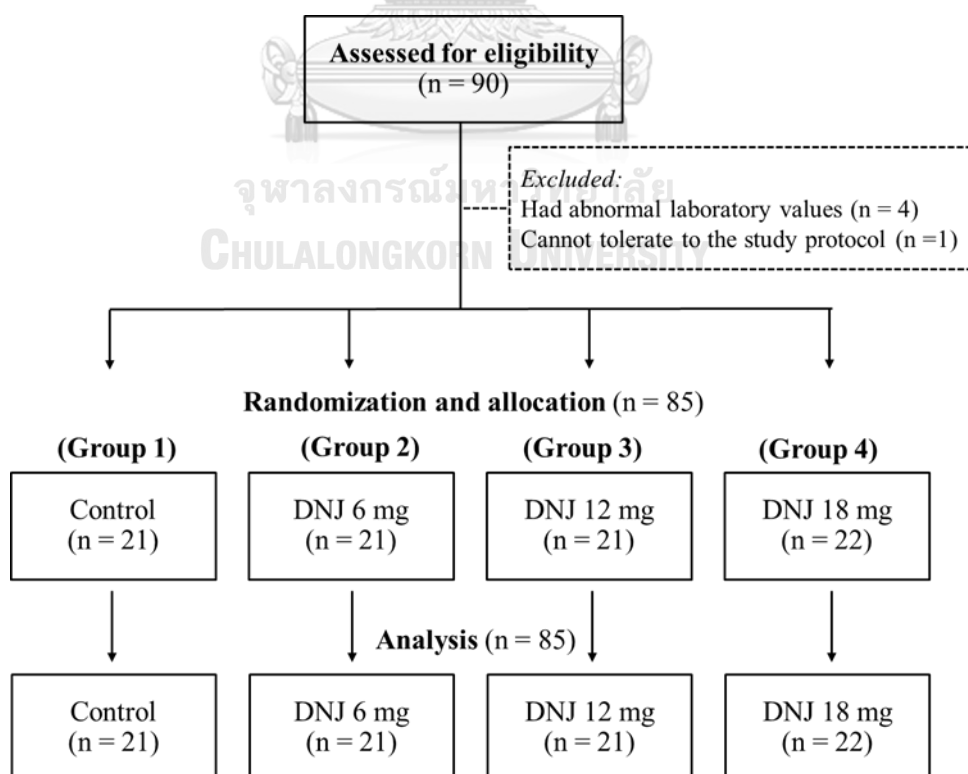 Assessed for eligibility
(n = 90)
Excluded:
Had abnormal laboratory values (n = 4)
Cannot tolerate to the study protocol (n =1)
จุฬาลงกรณ์มหาวิทยาลัย
CHULALONGKORN UNIVERSITY
Randomization and allocation (n = 85)
(Group 1) (Group 2) (Group 3) (Group 4)
Control DNJ 6 mg DNJ 12 mg DNJ 18 mg
(n = 21) (n = 21) (n = 21) (n = 22)
Analysis (n = 85)
Control DNJ 6 mg DNJ 12 mg DNJ 18 mg
(n = 21) (n = 21) (n = 21) (n = 22)